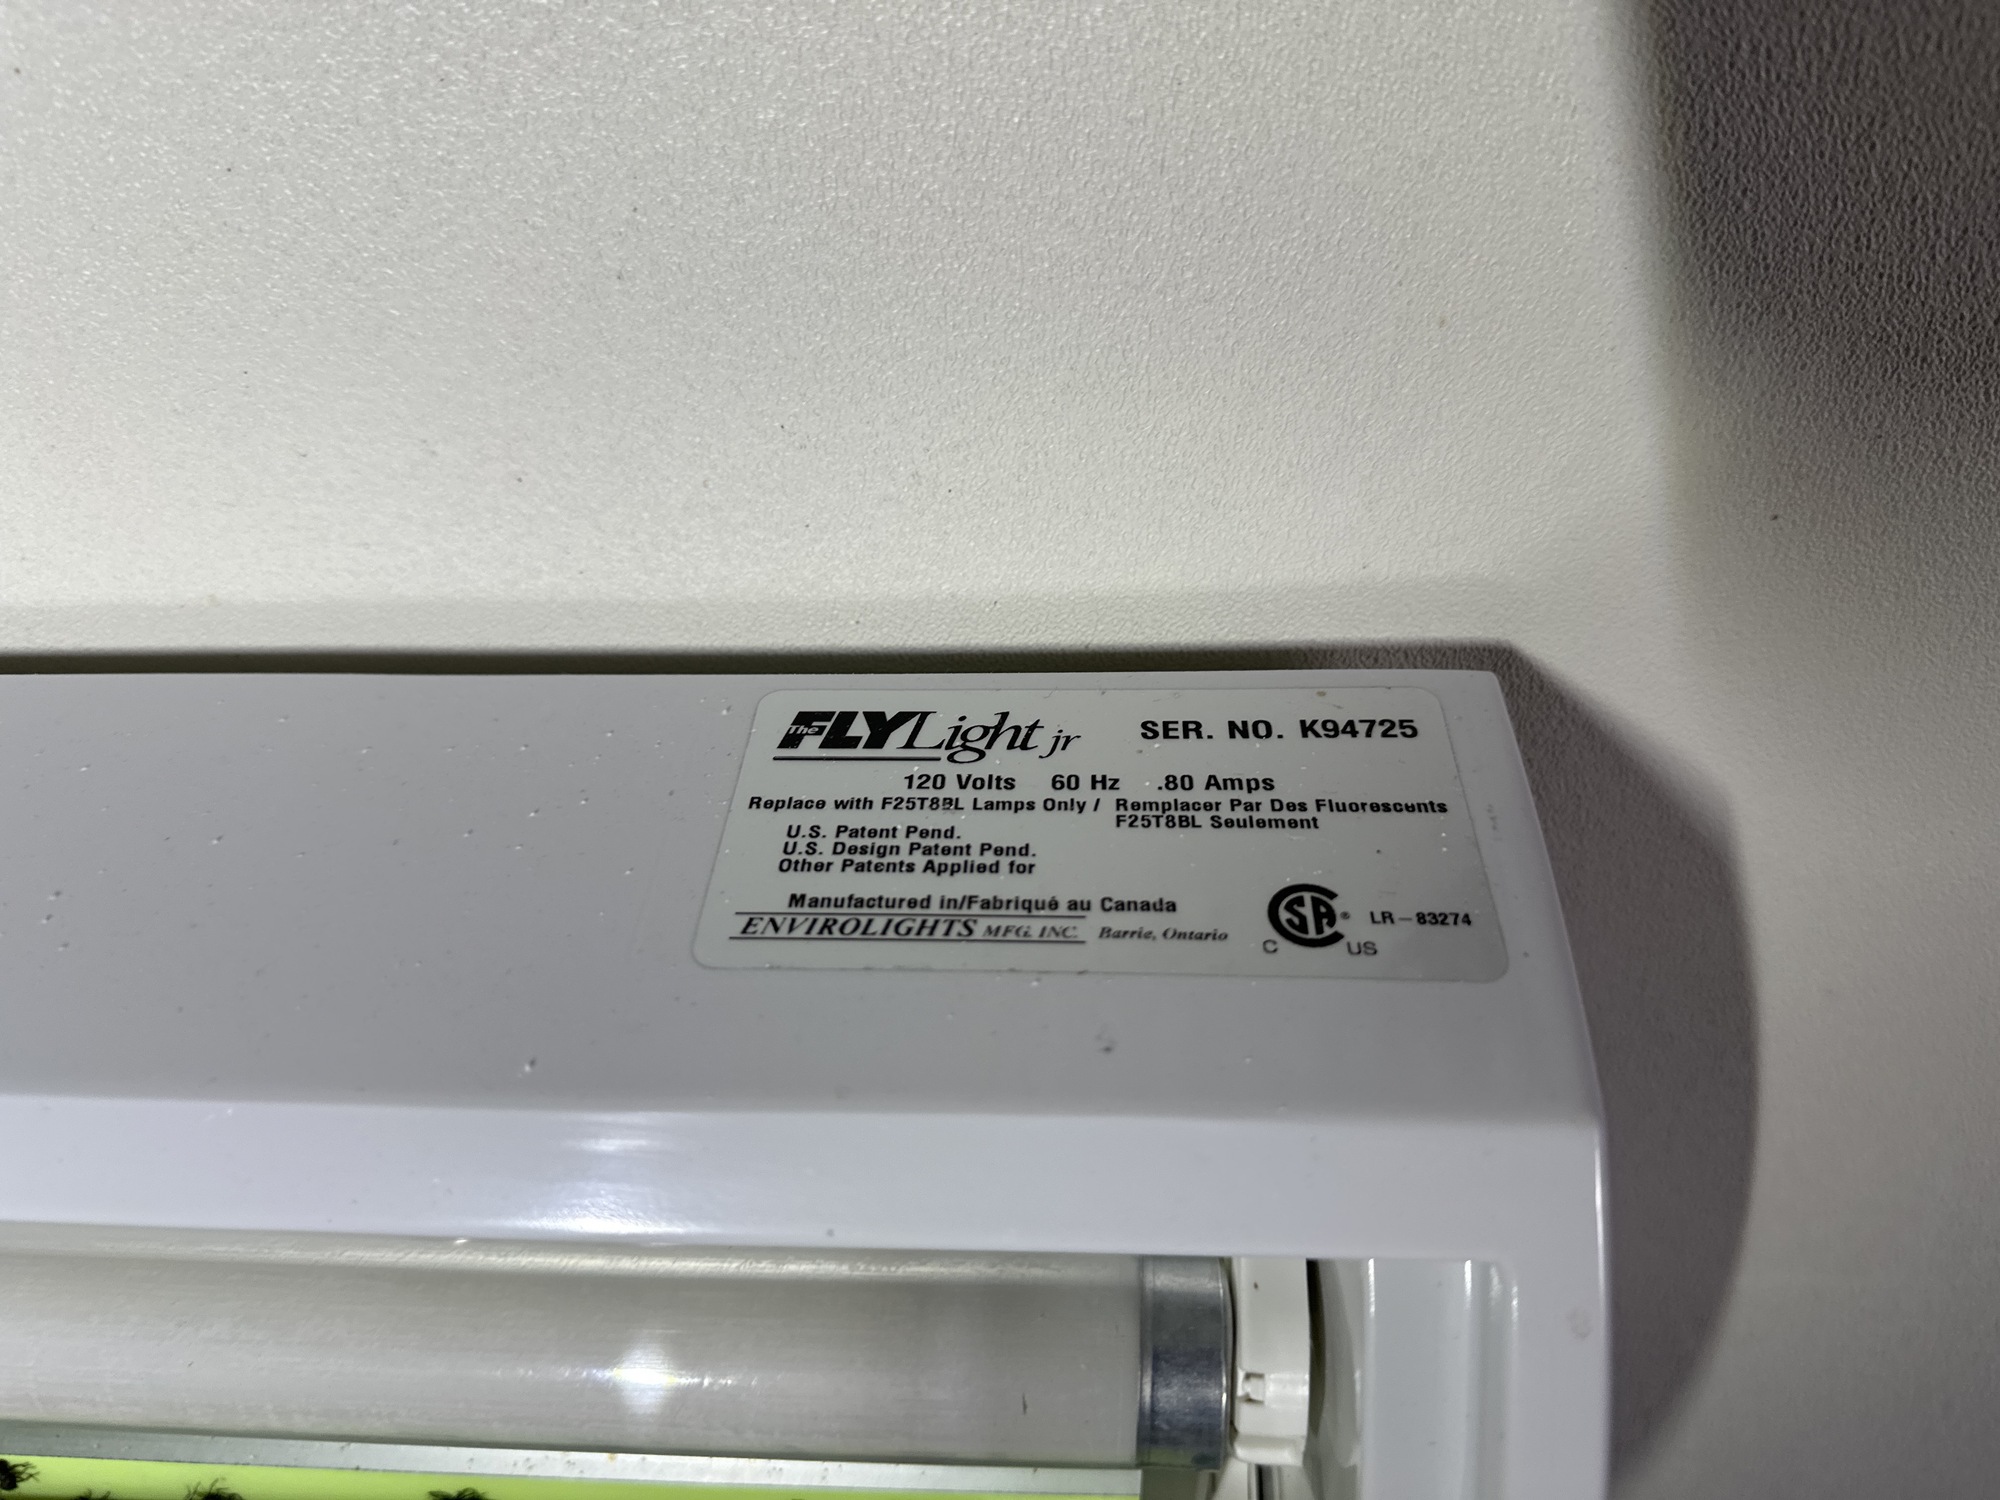 The FLYLight jr SER. NO. K94725
120 Volts 60 Hz .80 Amps
Replace with F25T8BL Lamps Only / Remplacer Par Des Fluorescents
F25T8BL Seulement
U.S. Patent Pend.
U.S. Design Patent Pend.
Other Patents Applied for
Manufactured in/Fabriqué au Canada
ENVIROLIGHTS MFG. INC. Barrie, Ontario
CSA® LR-83274
C US